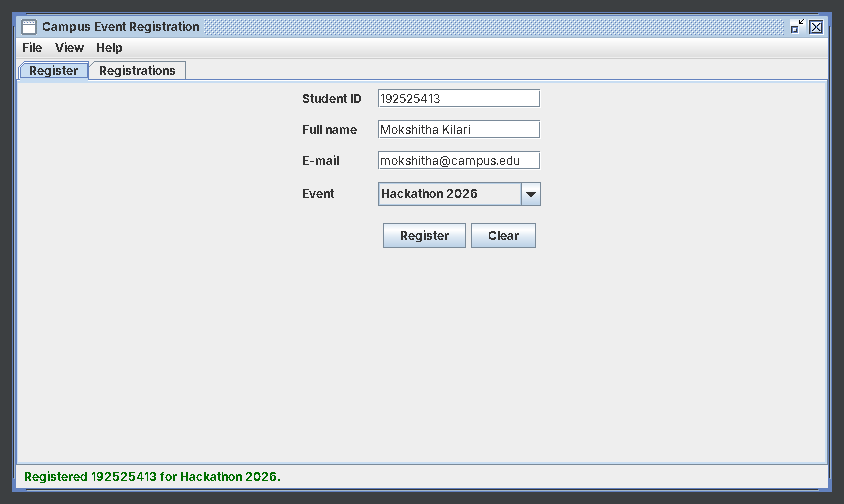 Campus Event Registration
File View Help
Register Registrations
Student ID 192525413
Full name Mokshitha Kilari
E-mail mokshitha@campus.edu
Event Hackathon 2026
Register Clear
Registered 192525413 for Hackathon 2026.